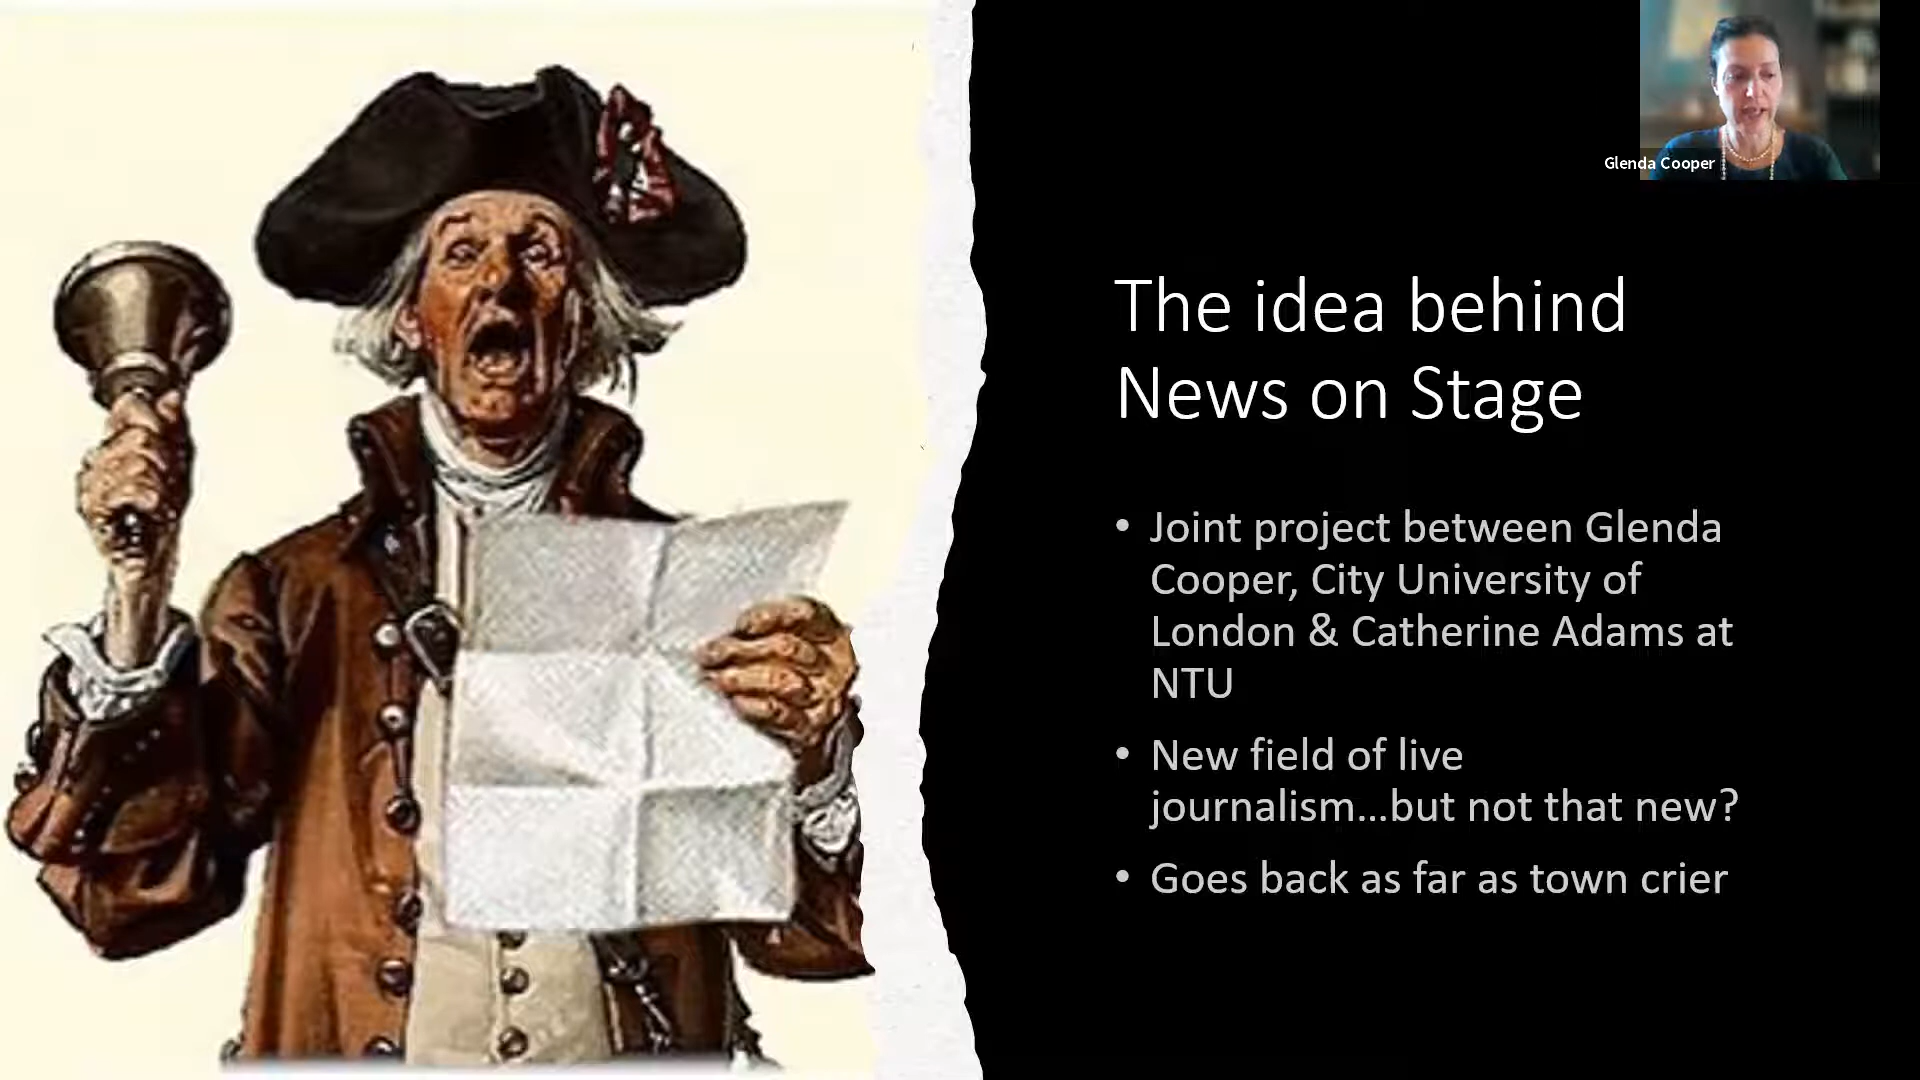 Glenda Cooper
The idea behind
News on Stage
• Joint project between Glenda
Cooper, City University of
London & Catherine Adams at
NTU
• New field of live
journalism...but not that new?
• Goes back as far as town crier